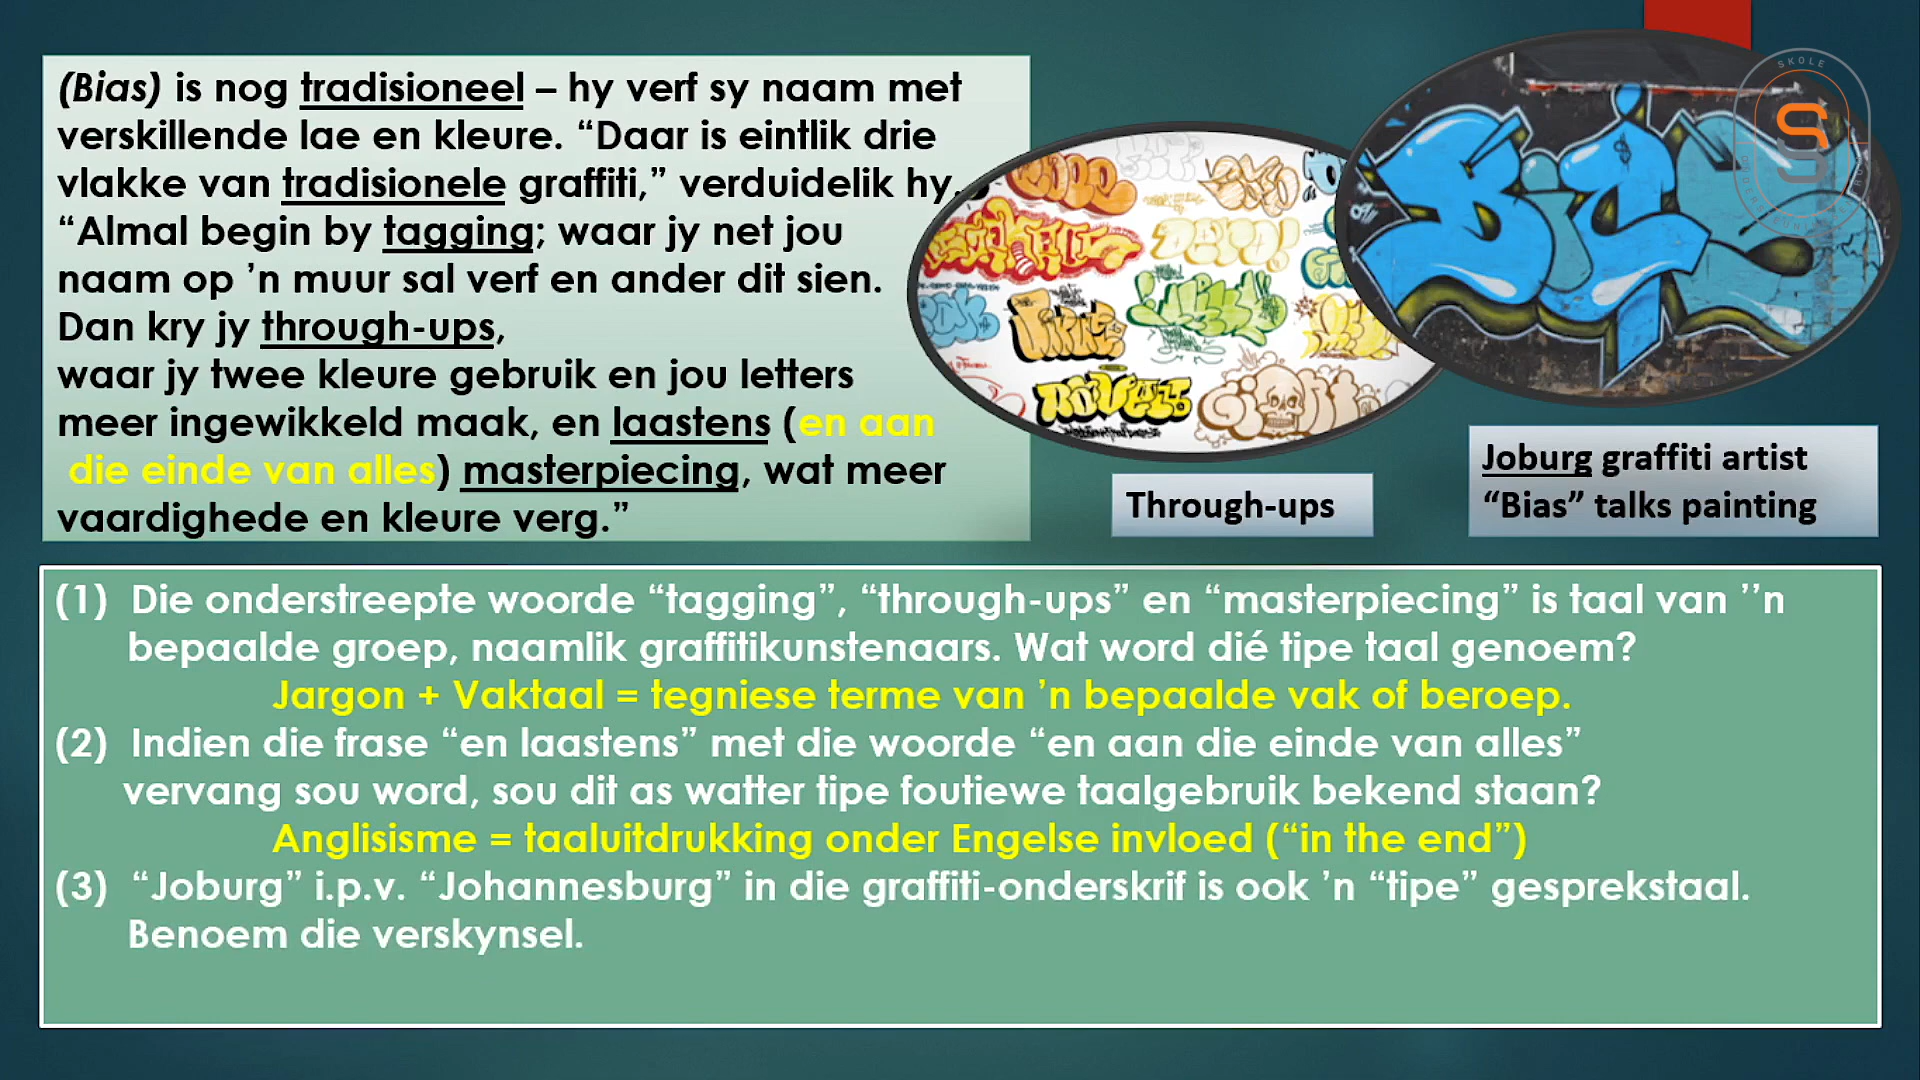 (Bias) is nog tradisioneel – hy verf sy naam met
verskillende lae en kleure. “Daar is eintlik drie
vlakke van tradisionele graffiti,” verduidelik hy.
“Almal begin by tagging; waar jy net jou
naam op ’n muur sal verf en ander dit sien.
Dan kry jy through-ups,
waar jy twee kleure gebruik en jou letters
meer ingewikkeld maak, en laastens (en aan
die einde van alles) masterpiecing, wat meer
vaardighede en kleure verg.”
SKOLE
Through-ups
Joburg graffiti artist
“Bias” talks painting
(1) Die onderstreepte woorde “tagging”, “through-ups” en “masterpiecing” is taal van ’’n
bepaalde groep, naamlik graffitikunstenaars. Wat word dié tipe taal genoem?
Jargon + Vaktaal = tegniese terme van ’n bepaalde vak of beroep.
(2) Indien die frase “en laastens” met die woorde “en aan die einde van alles”
vervang sou word, sou dit as watter tipe foutiewe taalgebruik bekend staan?
Anglisisme = taaluitdrukking onder Engelse invloed (“in the end”)
(3) “Joburg” i.p.v. “Johannesburg” in die graffiti-onderskrif is ook ’n “tipe” gesprekstaal.
Benoem die verskynsel.